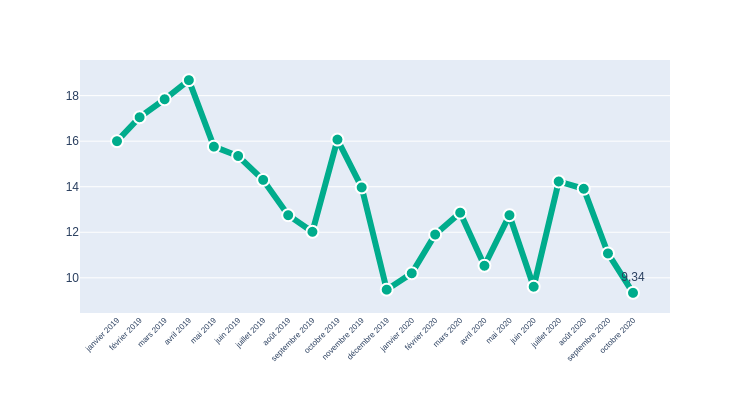 18
16
14
12
10
9.34
janvier 2019
février 2019
mars 2019
avril 2019
mai 2019
juin 2019
juillet 2019
août 2019
septembre 2019
octobre 2019
novembre 2019
décembre 2019
janvier 2020
février 2020
mars 2020
avril 2020
mai 2020
juin 2020
juillet 2020
août 2020
septembre 2020
octobre 2020